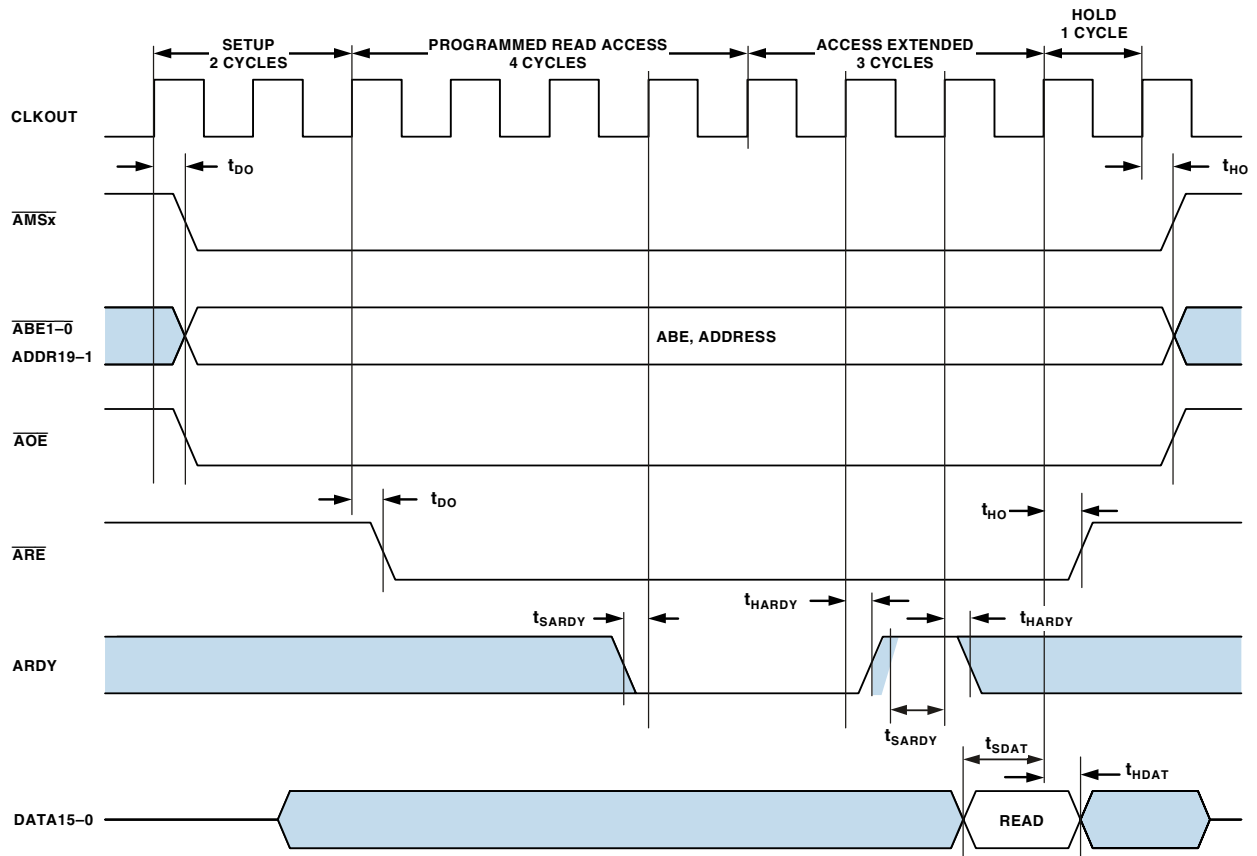 HOLD
1 CYCLE
SETUP
2 CYCLES
PROGRAMMED READ ACCESS
4 CYCLES
ACCESS EXTENDED
3 CYCLES
CLKOUT
tDO
tHO
AMSx
ABE1–0
ADDR19–1
ABE, ADDRESS
AOE
tDO
tHO
ARE
tSARDY
tHARDY
tHARDY
ARDY
tSARDY
tSDAT
tHDAT
DATA15–0
READ